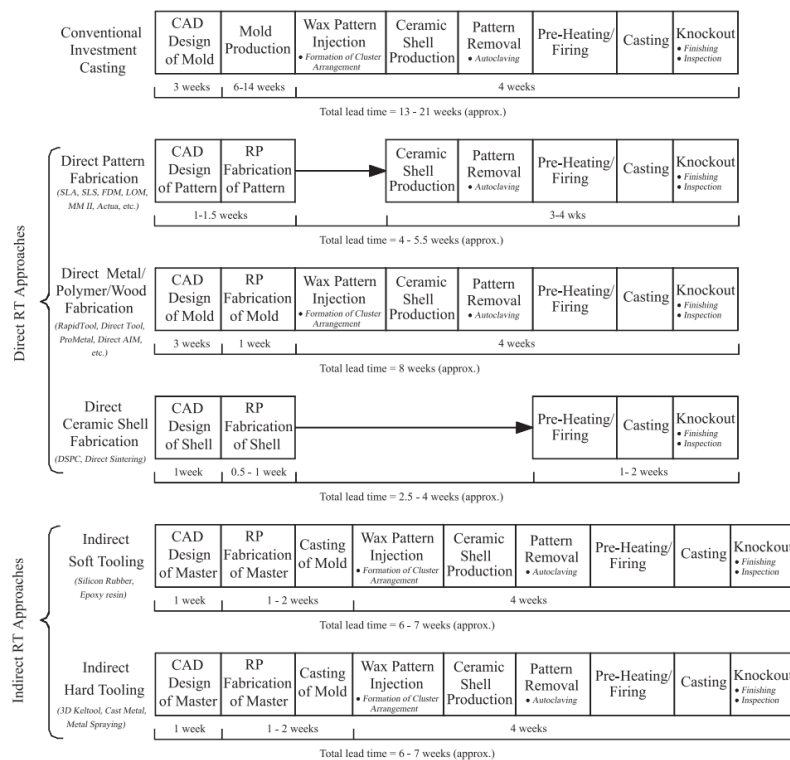 Conventional
Investment
Casting
CAD
Design
of Mold
Mold
Production
Wax Pattern
Injection
● Formation of Cluster
Arrangement
Ceramic
Shell
Production
Pattern
Removal
● Autoclaving
Pre-Heating/
Firing
Casting
Knockout
● Finishing
● Inspection
3 weeks
6-14 weeks
4 weeks
Total lead time = 13 - 21 weeks (approx.)
Direct RT Approaches
Direct Pattern
Fabrication
(SLA, SLS, FDM, LOM,
MM II, Actua, etc.)
CAD
Design
of Pattern
RP
Fabrication
of Pattern
Ceramic
Shell
Production
Pattern
Removal
● Autoclaving
Pre-Heating/
Firing
Casting
Knockout
● Finishing
● Inspection
1-1.5 weeks
3-4 wks
Total lead time = 4 - 5.5 weeks (approx.)
Direct Metal/
Polymer/Wood
Fabrication
(RapidTool, Direct Tool,
ProMetal, Direct AIM,
etc.)
CAD
Design
of Mold
RP
Fabrication
of Mold
Wax Pattern
Injection
● Formation of Cluster
Arrangement
Ceramic
Shell
Production
Pattern
Removal
● Autoclaving
Pre-Heating/
Firing
Casting
Knockout
● Finishing
● Inspection
3 weeks
1 week
4 weeks
Total lead time = 8 weeks (approx.)
Direct
Ceramic Shell
Fabrication
(DSPC, Direct Sintering)
CAD
Design
of Shell
RP
Fabrication
of Shell
Pre-Heating/
Firing
Casting
Knockout
● Finishing
● Inspection
1week
0.5 - 1 week
1- 2 weeks
Total lead time = 2.5 - 4 weeks (approx.)
Indirect RT Approaches
Indirect
Soft Tooling
(Silicon Rubber,
Epoxy resin)
CAD
Design
of Master
RP
Fabrication
of Master
Casting
of Mold
Wax Pattern
Injection
● Formation of Cluster
Arrangement
Ceramic
Shell
Production
Pattern
Removal
● Autoclaving
Pre-Heating/
Firing
Casting
Knockout
● Finishing
● Inspection
1 week
1 - 2 weeks
4 weeks
Total lead time = 6 - 7 weeks (approx.)
Indirect
Hard Tooling
(3D Keltool, Cast Metal,
Metal Spraying)
CAD
Design
of Master
RP
Fabrication
of Master
Casting
of Mold
Wax Pattern
Injection
● Formation of Cluster
Arrangement
Ceramic
Shell
Production
Pattern
Removal
● Autoclaving
Pre-Heating/
Firing
Casting
Knockout
● Finishing
● Inspection
1 week
1 - 2 weeks
4 weeks
Total lead time = 6 - 7 weeks (approx.)